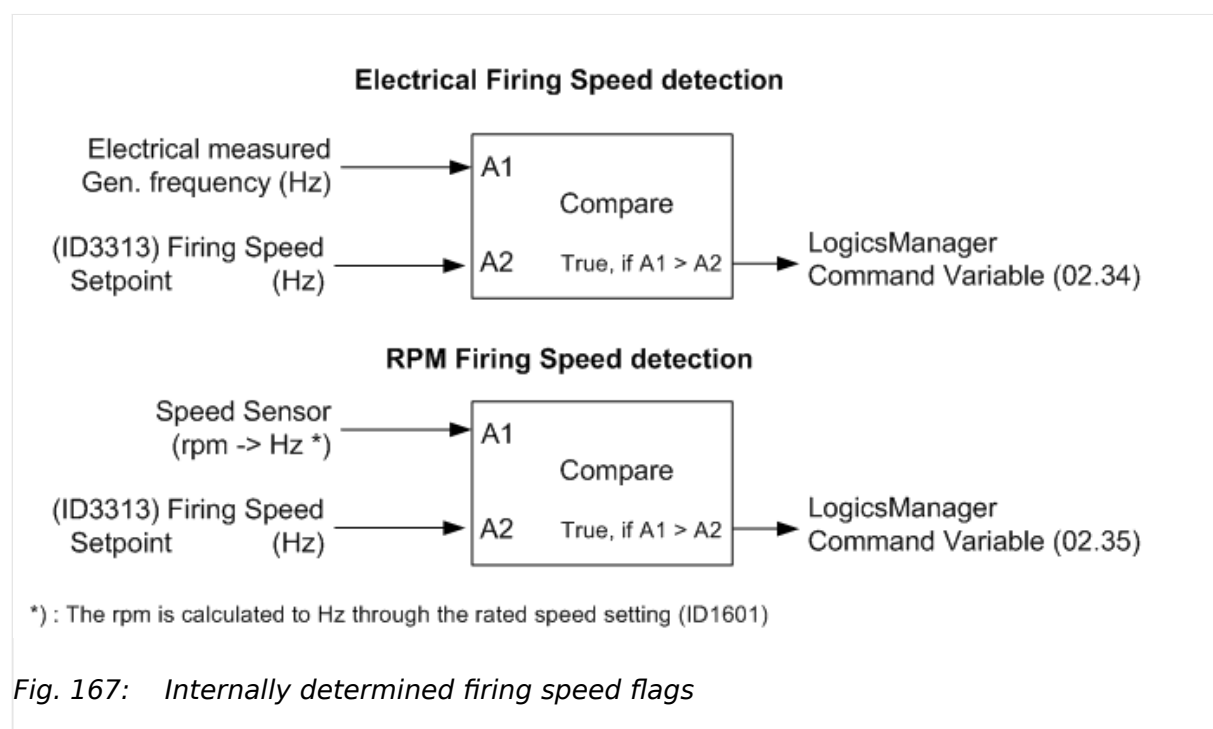 Electrical Firing Speed detection
Electrical measured
Gen. frequency (Hz)
A1
Compare
(ID3313) Firing Speed
Setpoint (Hz)
A2 True, if A1 > A2
LogicsManager
Command Variable (02.34)
RPM Firing Speed detection
Speed Sensor
(rpm -> Hz *)
A1
Compare
(ID3313) Firing Speed
Setpoint (Hz)
A2 True, if A1 > A2
LogicsManager
Command Variable (02.35)
*) : The rpm is calculated to Hz through the rated speed setting (ID1601)
Fig. 167: Internally determined firing speed flags